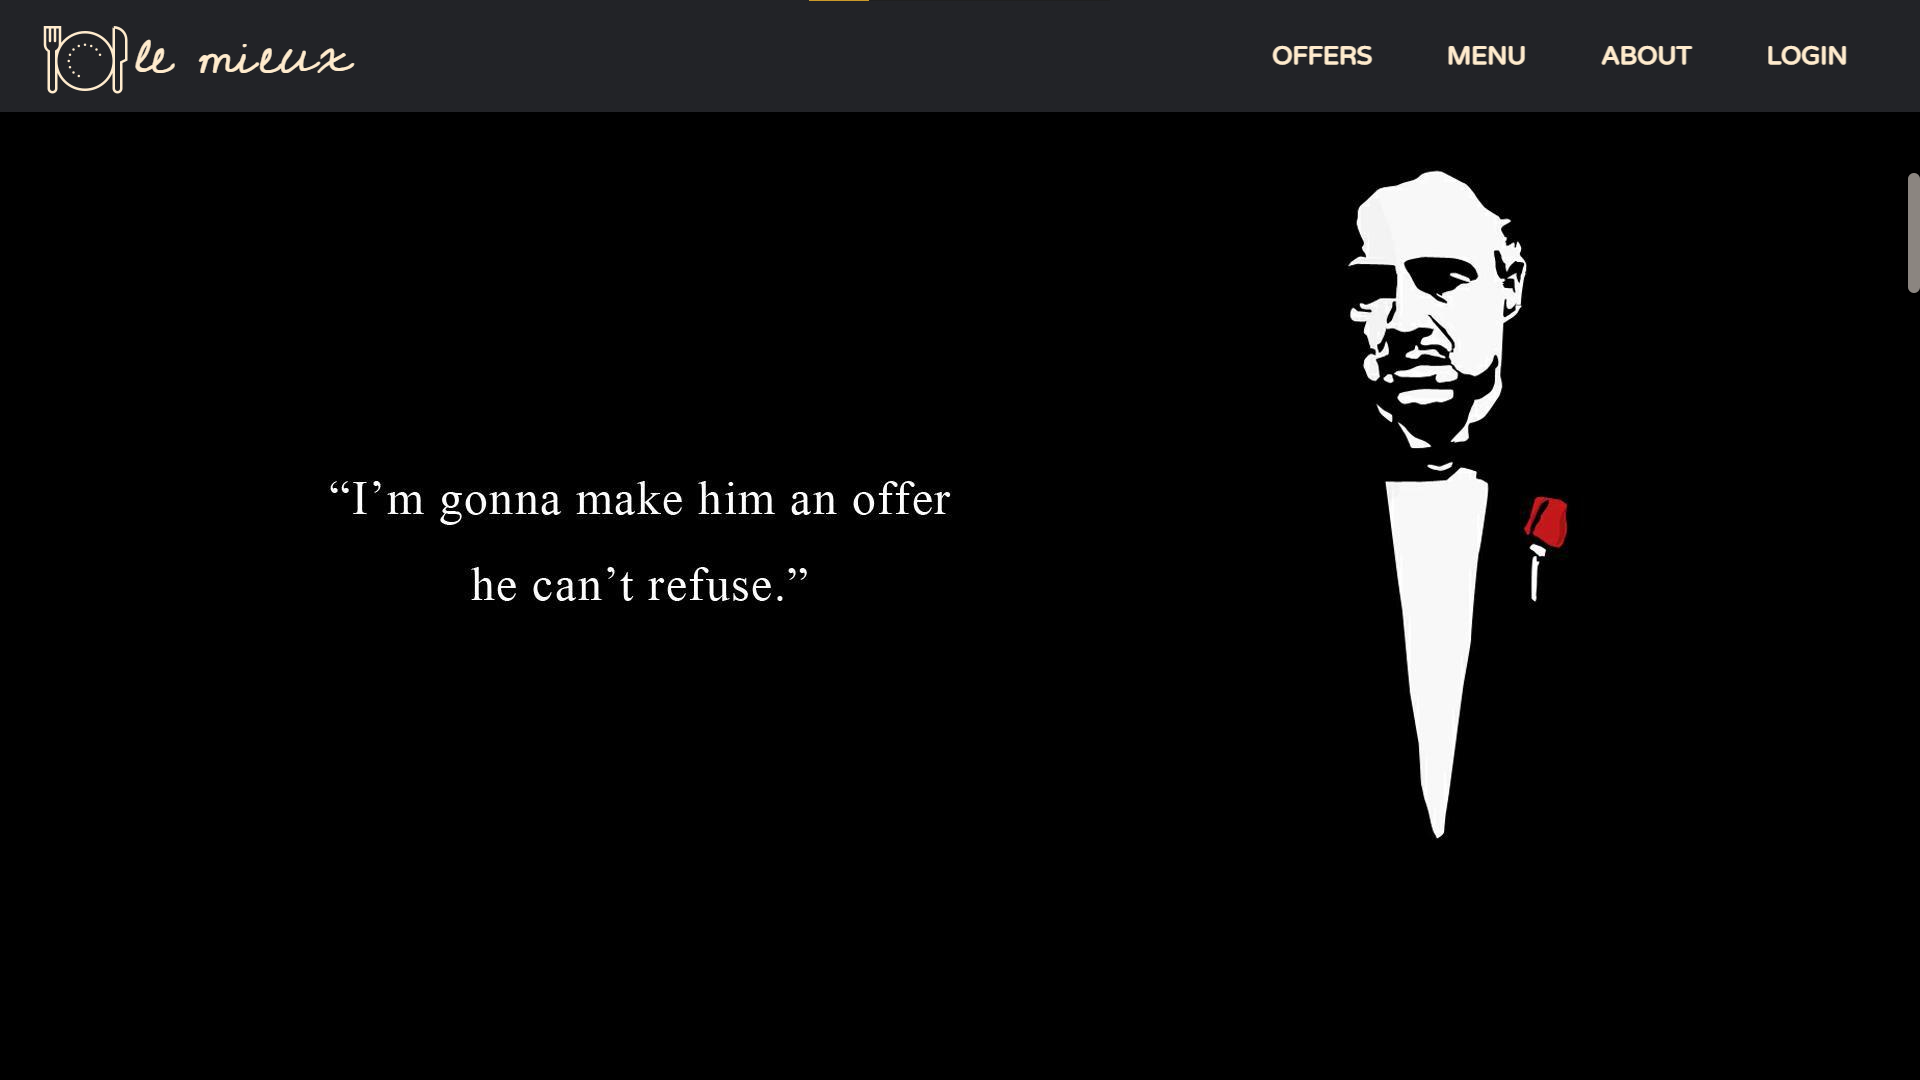 le mieux
OFFERS
MENU
ABOUT
LOGIN
“I’m gonna make him an offer
he can’t refuse.”